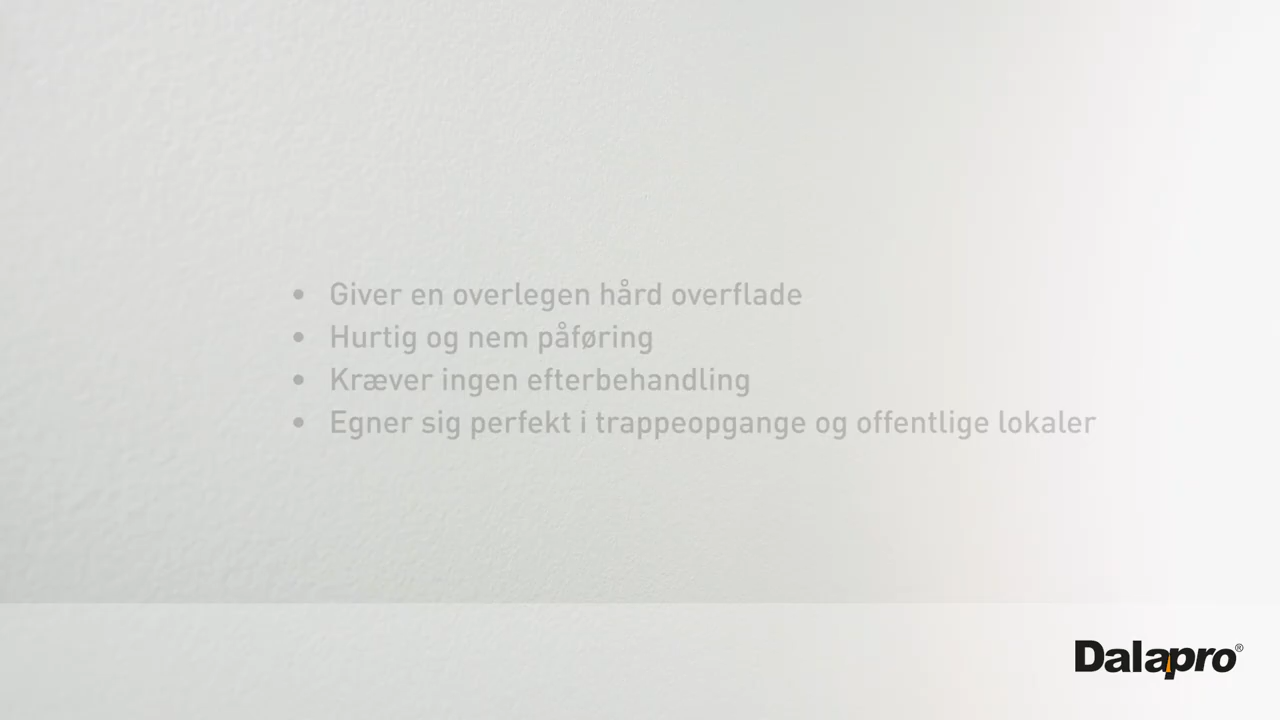 • Giver en overlegen hård overflade
• Hurtig og nem påføring
• Kræver ingen efterbehandling
• Egner sig perfekt i trappeopgange og offentlige lokaler
Dalapro®